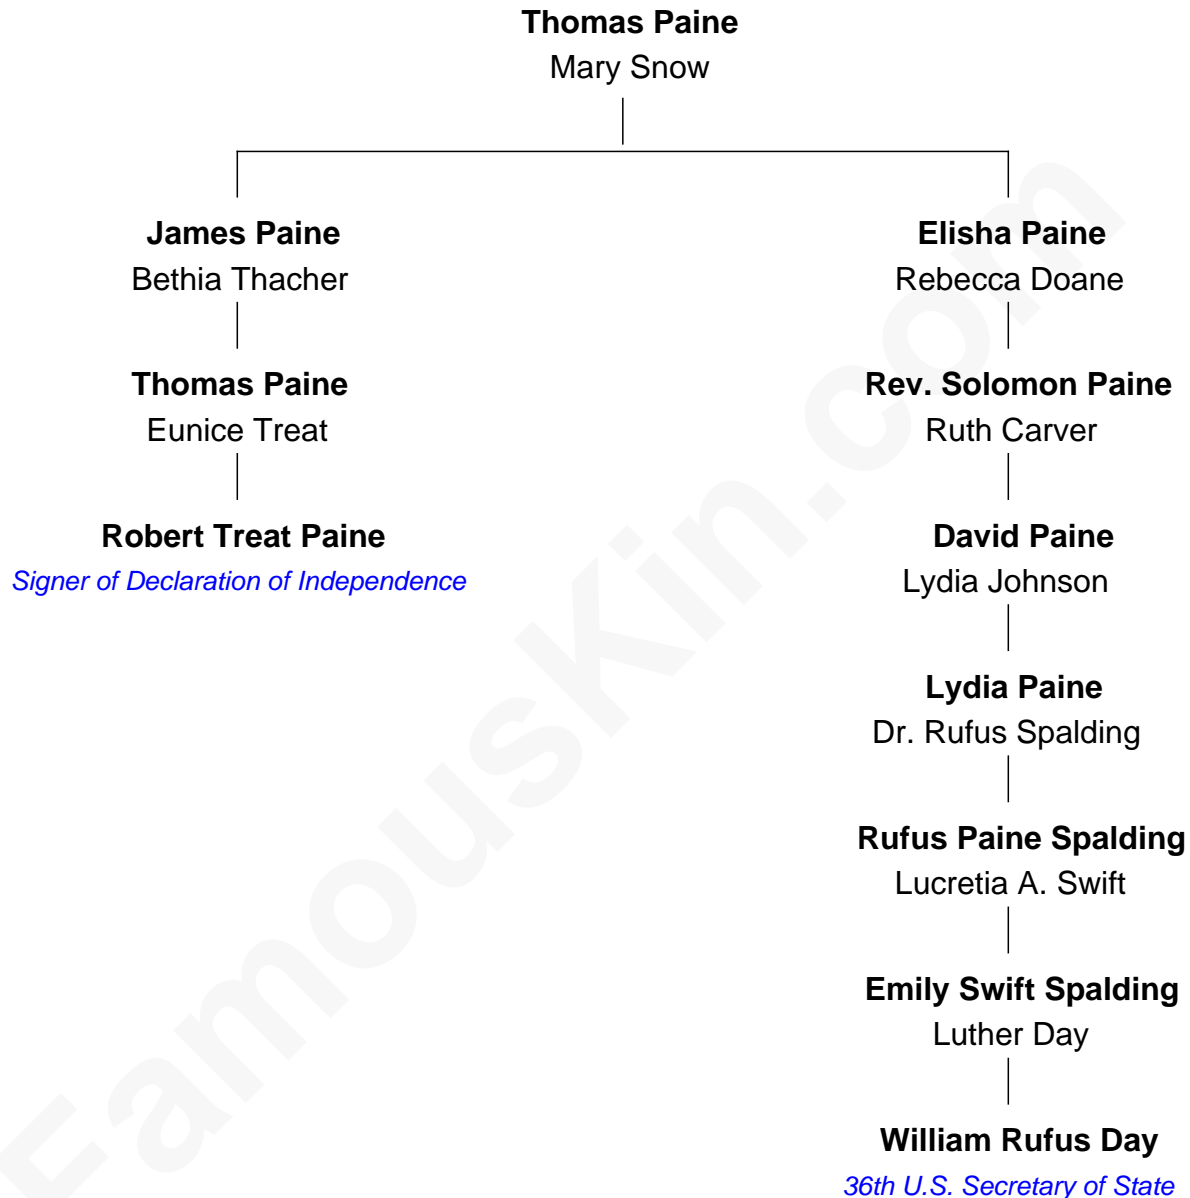 Thomas Paine
Mary Snow
James Paine
Bethia Thacher
Thomas Paine
Eunice Treat
Robert Treat Paine
Signer of Declaration of Independence
Elisha Paine
Rebecca Doane
Rev. Solomon Paine
Ruth Carver
David Paine
Lydia Johnson
Lydia Paine
Dr. Rufus Spalding
Rufus Paine Spalding
Lucretia A. Swift
Emily Swift Spalding
Luther Day
William Rufus Day
36th U.S. Secretary of State
FamousKin.com